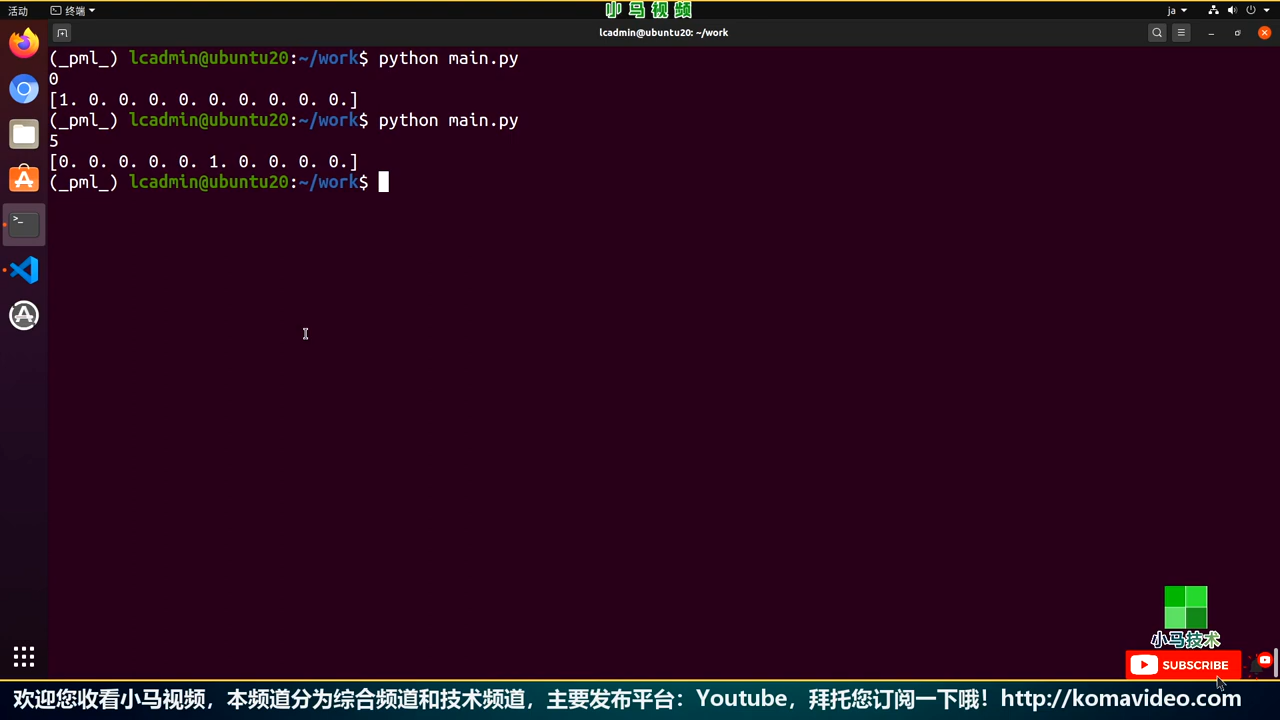 活动 终端 小马视频 ja
lcadmin@ubuntu20: ~/work
(_pml_) lcadmin@ubuntu20:~/work$ python main.py
0
[1. 0. 0. 0. 0. 0. 0. 0. 0. 0.]
(_pml_) lcadmin@ubuntu20:~/work$ python main.py
5
[0. 0. 0. 0. 0. 1. 0. 0. 0. 0.]
(_pml_) lcadmin@ubuntu20:~/work$
小马技术
SUBSCRIBE
欢迎您收看小马视频，本频道分为综合频道和技术频道，主要发布平台：Youtube，拜托您订阅一下哦！http://komavideo.com